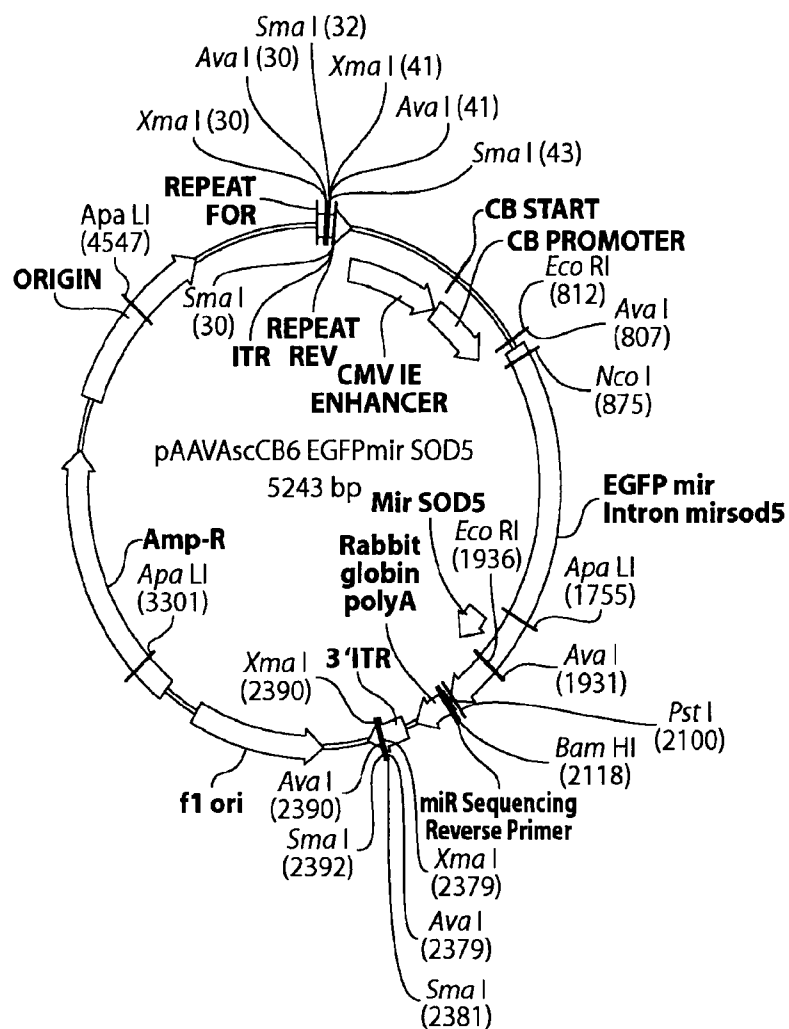 Sma I (32)
Ava I (30)
Xma I (41)
Xma I (30)
Ava I (41)
Sma I (43)
REPEAT
FOR
Apa LI
(4547)
ORIGIN
Sma I
(30)
ITR
REPEAT
REV
CMV IE
ENHANCER
CB START
CB PROMOTER
Eco RI
(812)
Ava I
(807)
Nco I
(875)
pAAVAscCB6 EGFPmir SOD5
5243 bp
Mir SOD5
EGFP mir
Intron mirsod5
Eco RI
(1936)
Rabbit
globin
polyA
Amp-R
Apa LI
(3301)
Apa LI
(1755)
Xma I
(2390)
3 'ITR
Ava I
(1931)
Pst I
(2100)
Bam HI
(2118)
f1 ori
Ava I
(2390)
miR Sequencing
Reverse Primer
Sma I
(2392)
Xma I
(2379)
Ava I
(2379)
Sma I
(2381)